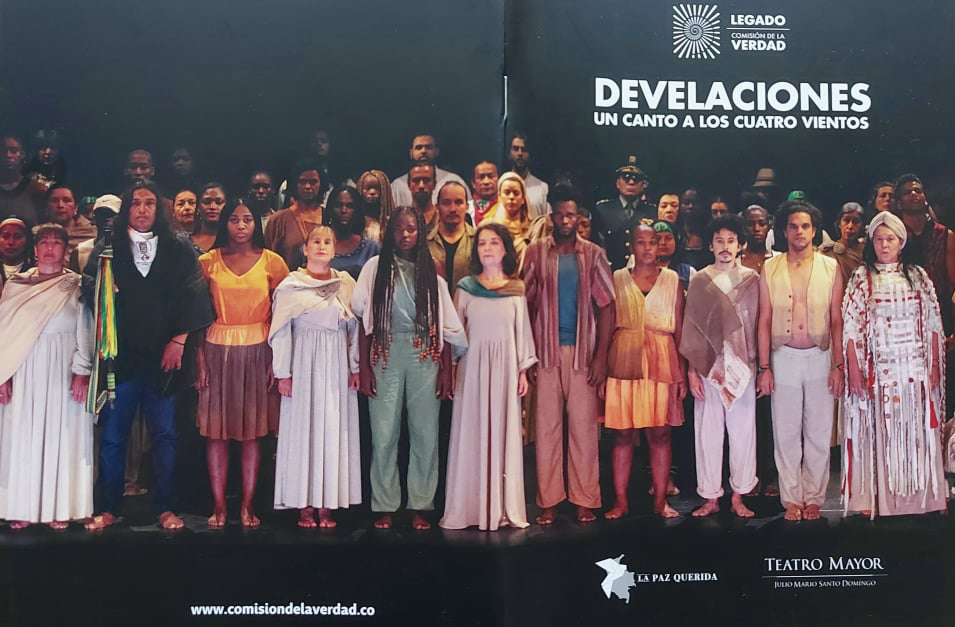 LEGADO
COMISIÓN DE LA
VERDAD
DEVELACIONES
UN CANTO A LOS CUATRO VIENTOS
LA PAZ QUERIDA
TEATRO MAYOR
JULIO MARIO SANTO DOMINGO
www.comisiondelaverdad.co